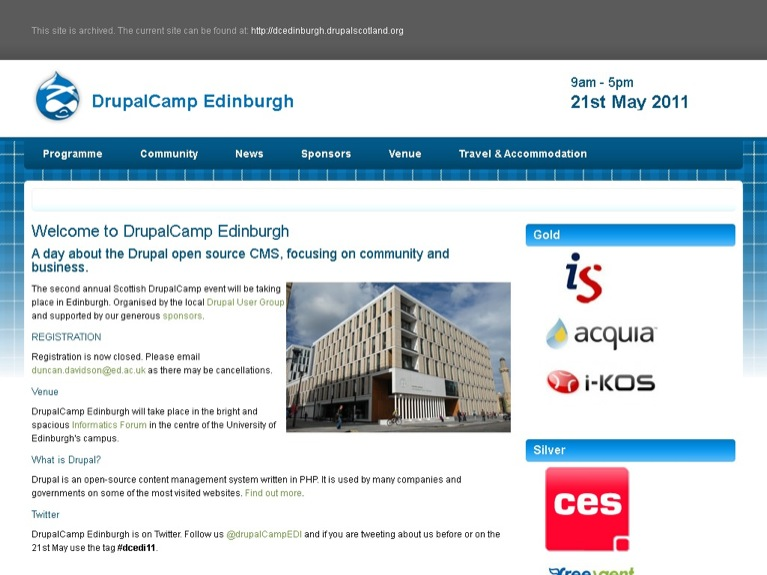 This site is archived. The current site can be found at: http://dcedinburgh.drupalscotland.org
DrupalCamp Edinburgh
9am - 5pm
21st May 2011
Programme
Community
News
Sponsors
Venue
Travel & Accommodation
Welcome to DrupalCamp Edinburgh
A day about the Drupal open source CMS, focusing on community and
business.
The second annual Scottish DrupalCamp event will be taking
place in Edinburgh. Organised by the local Drupal User Group
and supported by our generous sponsors.
REGISTRATION
Registration is now closed. Please email
duncan.davidson@ed.ac.uk as there may be cancellations.
Venue
DrupalCamp Edinburgh will take place in the bright and
spacious Informatics Forum in the centre of the University of
Edinburgh's campus.
What is Drupal?
Drupal is an open-source content management system written in PHP. It is used by many companies and
governments on some of the most visited websites. Find out more.
Twitter
DrupalCamp Edinburgh is on Twitter. Follow us @drupalCampEDI and if you are tweeting about us before or on the
21st May use the tag #dcedi11.
Gold
is
acquia
i-KOS
Silver
ces
freeagent